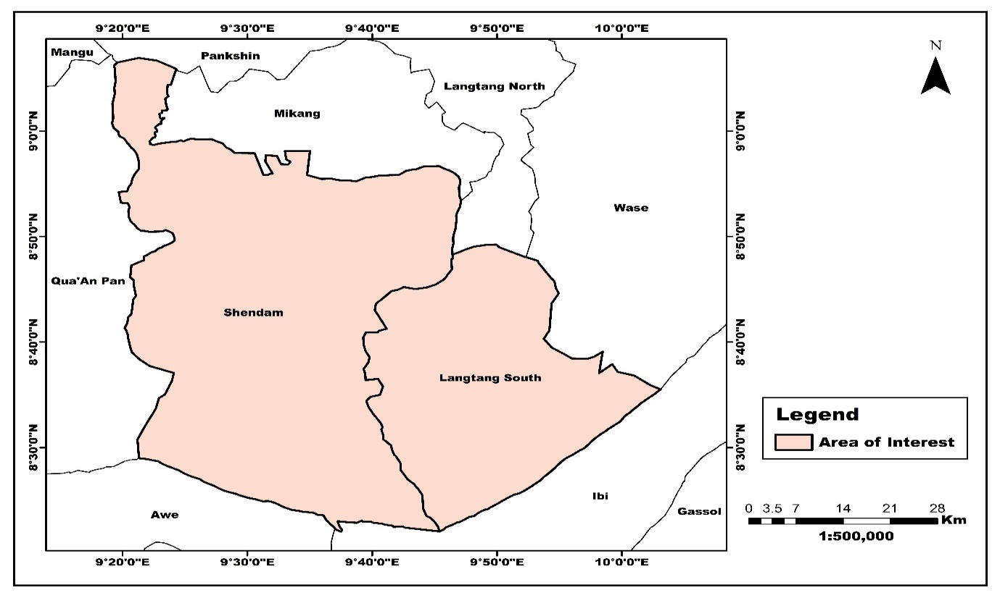 9°20'0"E 9°30'0"E 9°40'0"E 9°50'0"E 10°0'0"E
N
Mangu
Pankshin
Langtang North
Mikang
9°0'0"N
9°0'0"N
Wase
8°50'0"N
8°50'0"N
Qua'An Pan
Shendam
8°40'0"N
8°40'0"N
Langtang South
Legend
Area of Interest
8°30'0"N
8°30'0"N
Ibi
Gassol
Awe
0 3.5 7 14 21 28
Km
1:500,000
9°20'0"E 9°30'0"E 9°40'0"E 9°50'0"E 10°0'0"E